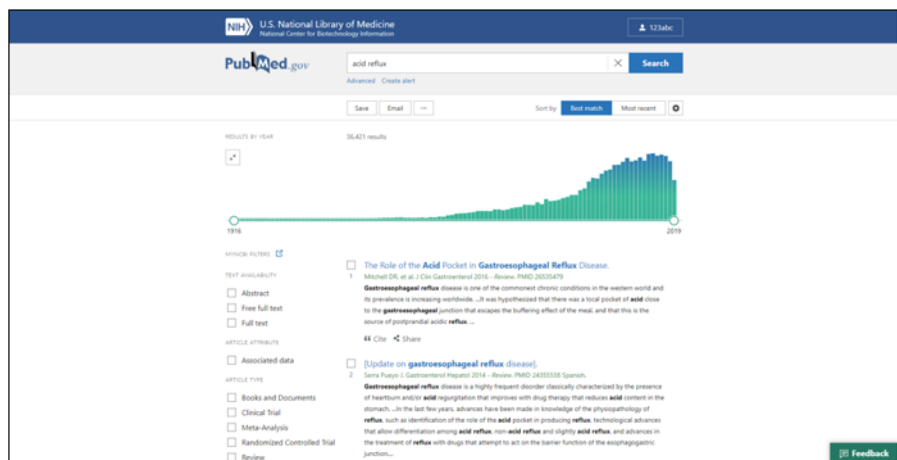 NIH U.S. National Library of Medicine
National Center for Biotechnology Information
123abc
PubMed.gov
acid reflux
Search
Advanced Create alert
Save Email ...
Sort by Best match Most recent
RESULTS BY YEAR
36,421 results
1916 2019
MYNCBI FILTERS
TEXT AVAILABILITY
Abstract
Free full text
Full text
ARTICLE ATTRIBUTE
Associated data
ARTICLE TYPE
Books and Documents
Clinical Trial
Meta-Analysis
Randomized Controlled Trial
Review
The Role of the Acid Pocket in Gastroesophageal Reflux Disease.
1 Mitchell DR, et al. J Clin Gastroenterol 2016 - Review. PMID 26535479
Gastroesophageal reflux disease is one of the commonest chronic conditions in the western world and
its prevalence is increasing worldwide. ...It was hypothesized that there was a local pocket of acid close
to the gastroesophageal junction that escapes the buffering effect of the meal, and that this is the
source of postprandial acidic reflux. ...
Cite Share
[Update on gastroesophageal reflux disease].
2 Serra Pueyo J. Gastroenterol Hepatol 2014 - Review. PMID 24355558 Spanish.
Gastroesophageal reflux disease is a highly frequent disorder classically characterized by the presence
of heartburn and/or acid regurgitation that improves with drug therapy that reduces acid content in the
stomach. ...In the last few years, advances have been made in knowledge of the physiopathology of
reflux, such as identification of the role of the acid pocket in producing reflux, technological advances
that allow differentiation among acid reflux, non-acid reflux and slightly acid reflux, and advances in
the treatment of reflux with drugs that attempt to act on the barrier function of the esophagogastric
junction....
Feedback